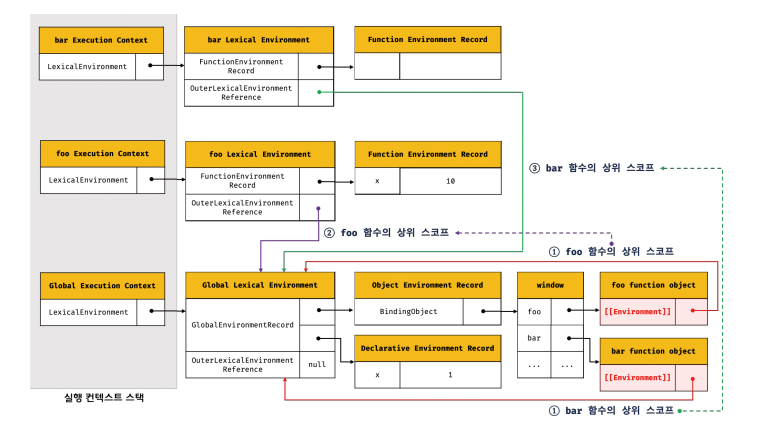 bar Execution Context
LexicalEnvironment
bar Lexical Environment
FunctionEnvironment
Record
OuterLexicalEnvironment
Reference
Function Environment Record
foo Execution Context
LexicalEnvironment
foo Lexical Environment
FunctionEnvironment
Record
OuterLexicalEnvironment
Reference
Function Environment Record
x 10
③ bar 함수의 상위 스코프
② foo 함수의 상위 스코프
① foo 함수의 상위 스코프
Global Execution Context
LexicalEnvironment
Global Lexical Environment
GlobalEnvironmentRecord
OuterLexicalEnvironment
Reference
null
Object Environment Record
BindingObject
Declarative Environment Record
x 1
window
foo
bar
... ...
foo function object
[[Environment]]
bar function object
[[Environment]]
실행 컨텍스트 스택
① bar 함수의 상위 스코프